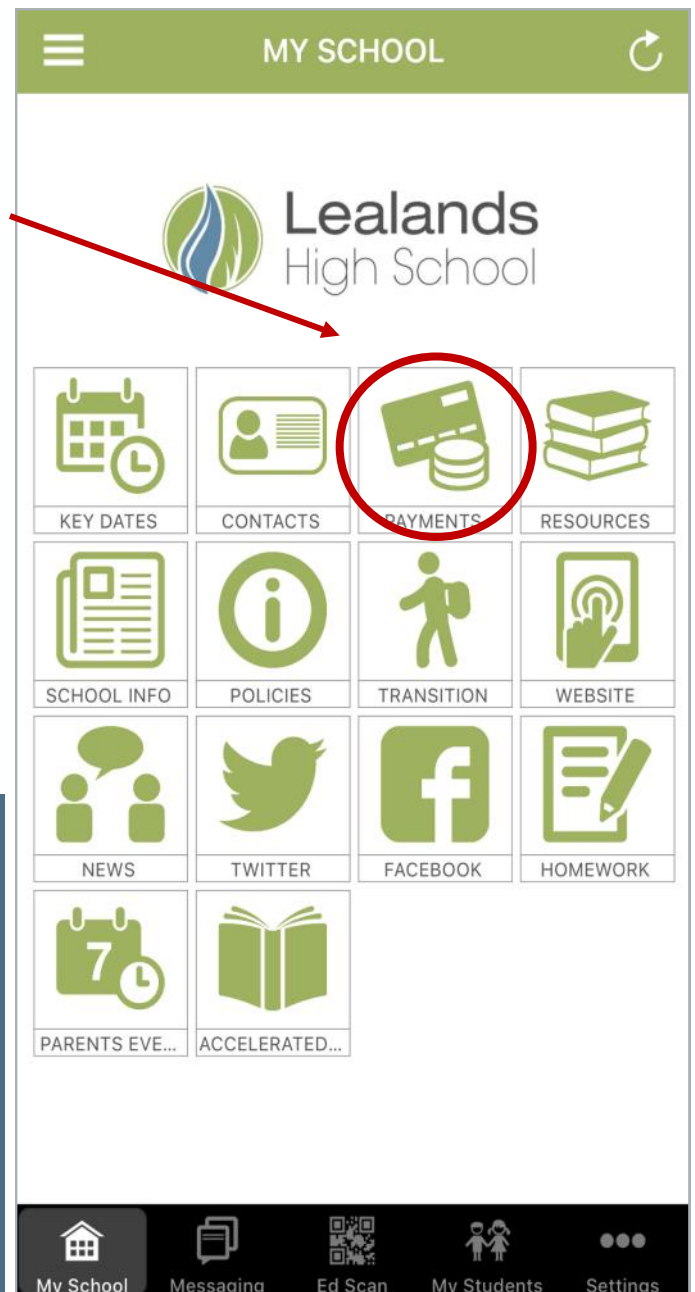 MY SCHOOL
Lealands
High School
KEY DATES CONTACTS PAYMENTS RESOURCES
SCHOOL INFO POLICIES TRANSITION WEBSITE
NEWS TWITTER FACEBOOK HOMEWORK
7
PARENTS EVE... ACCELERATED...
My School Messaging Ed Scan My Students Settings